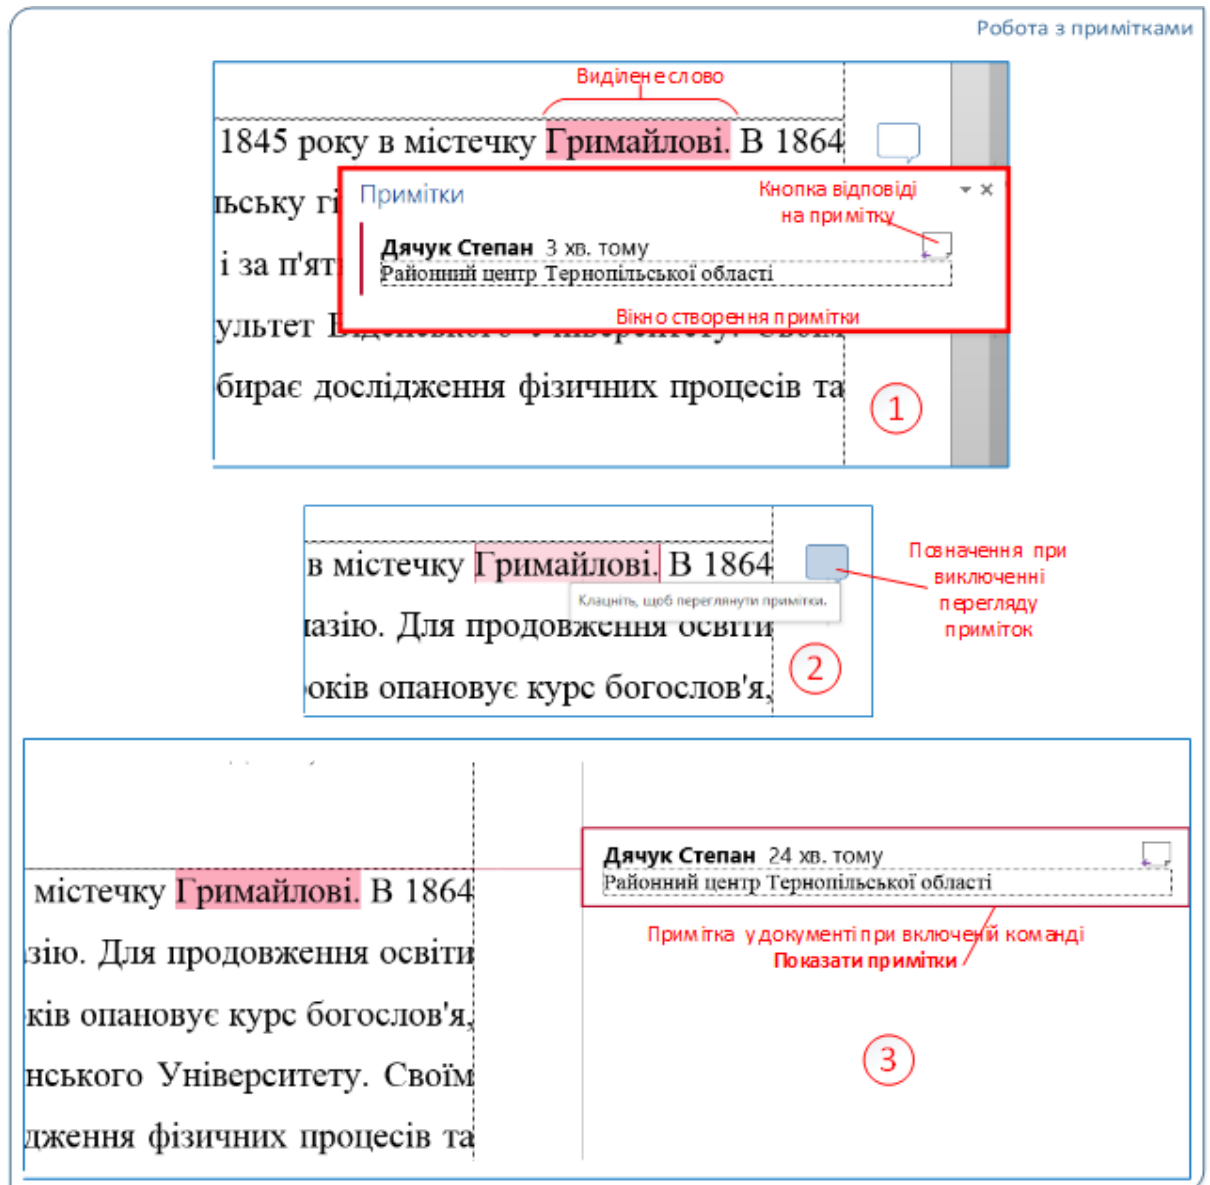 Робота з примітками
Виділене слово
1845 року в містечку Гримайлові. В 1864
ську гі
Примітки
Кнопка відповіді
на примітку
Дячук Степан 3 хв. тому
і за п'ят
Районний центр Тернопільської області
Вікно створення примітки
ультет
бирає дослідження фізичних процесів та
1
в містечку Гримайлові. В 1864
Клацніть, щоб переглянути примітки.
Позначення при
виключенні
перегляду
приміток
азію. Для продовження освіти
2
оків опановує курс богослов'я,
Дячук Степан 24 хв. тому
Районний центр Тернопільської області
містечку Гримайлові. В 1864
Примітка у документі при включеній команді
Показати примітки
зію. Для продовження освіти
ків опановує курс богослов'я,
3
нського Університету. Своїм
дження фізичних процесів та